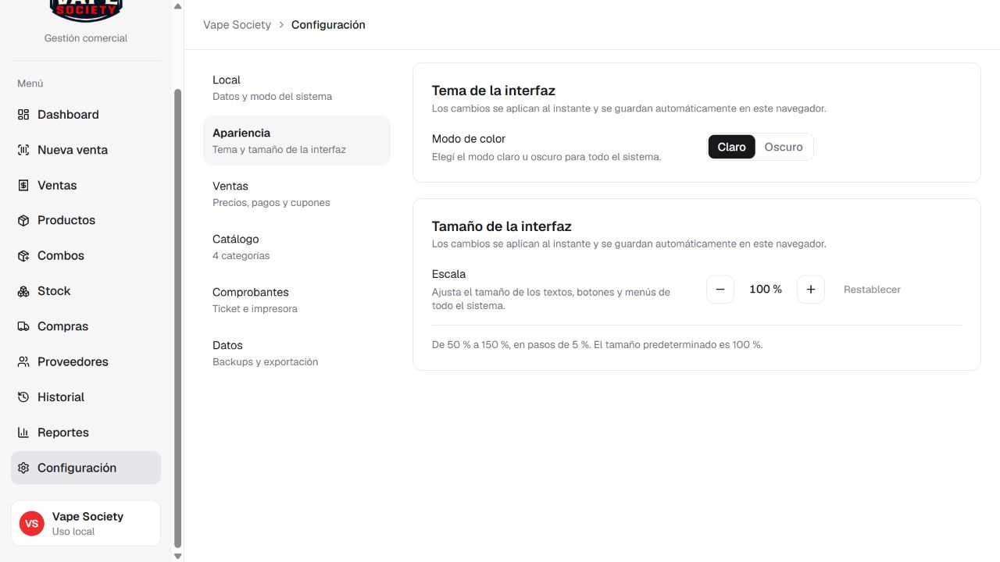 VAPE
SOCIETY
Gestión comercial
Menú
Dashboard
Nueva venta
Ventas
Productos
Combos
Stock
Compras
Proveedores
Historial
Reportes
Configuración
VS
Vape Society
Uso local
Vape Society > Configuración
Local
Datos y modo del sistema
Apariencia
Tema y tamaño de la interfaz
Ventas
Precios, pagos y cupones
Catálogo
4 categorías
Comprobantes
Ticket e impresora
Datos
Backups y exportación
Tema de la interfaz
Los cambios se aplican al instante y se guardan automáticamente en este navegador.
Modo de color
Elegí el modo claro u oscuro para todo el sistema.
Claro
Oscuro
Tamaño de la interfaz
Los cambios se aplican al instante y se guardan automáticamente en este navegador.
Escala
Ajusta el tamaño de los textos, botones y menús de
todo el sistema.
− 100 % +
Restablecer
De 50 % a 150 %, en pasos de 5 %. El tamaño predeterminado es 100 %.